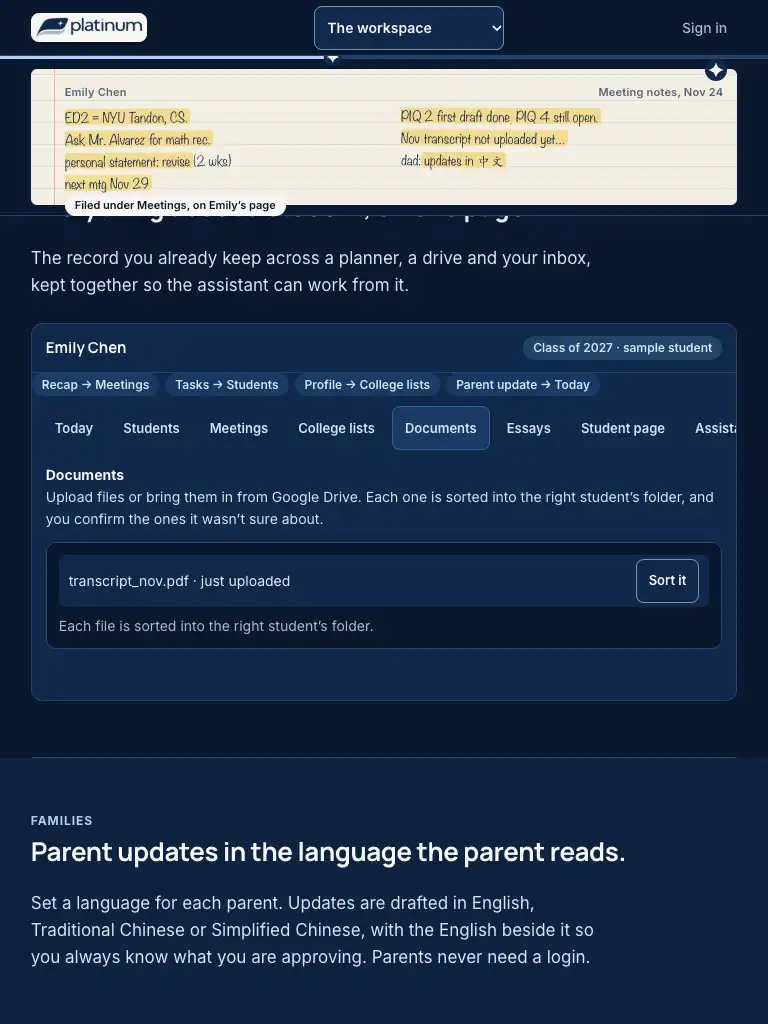 platinum
The workspace
Sign in
Emily Chen
Meeting notes, Nov 24
ED2 = NYU Tandon, CS.
Ask Mr. Alvarez for math rec.
personal statement: revise (2 wks)
next mtg Nov 29
PIQ 2 first draft done, PIQ 4 still open.
Nov transcript not uploaded yet...
dad: updates in 中文
Filed under Meetings, on Emily's page
The record you already keep across a planner, a drive and your inbox,
kept together so the assistant can work from it.
Emily Chen
Class of 2027 · sample student
Recap → Meetings
Tasks → Students
Profile → College lists
Parent update → Today
Today
Students
Meetings
College lists
Documents
Essays
Student page
Assista
Documents
Upload files or bring them in from Google Drive. Each one is sorted into the right student's folder, and
you confirm the ones it wasn't sure about.
transcript_nov.pdf · just uploaded
Sort it
Each file is sorted into the right student's folder.
FAMILIES
Parent updates in the language the parent reads.
Set a language for each parent. Updates are drafted in English,
Traditional Chinese or Simplified Chinese, with the English beside it so
you always know what you are approving. Parents never need a login.